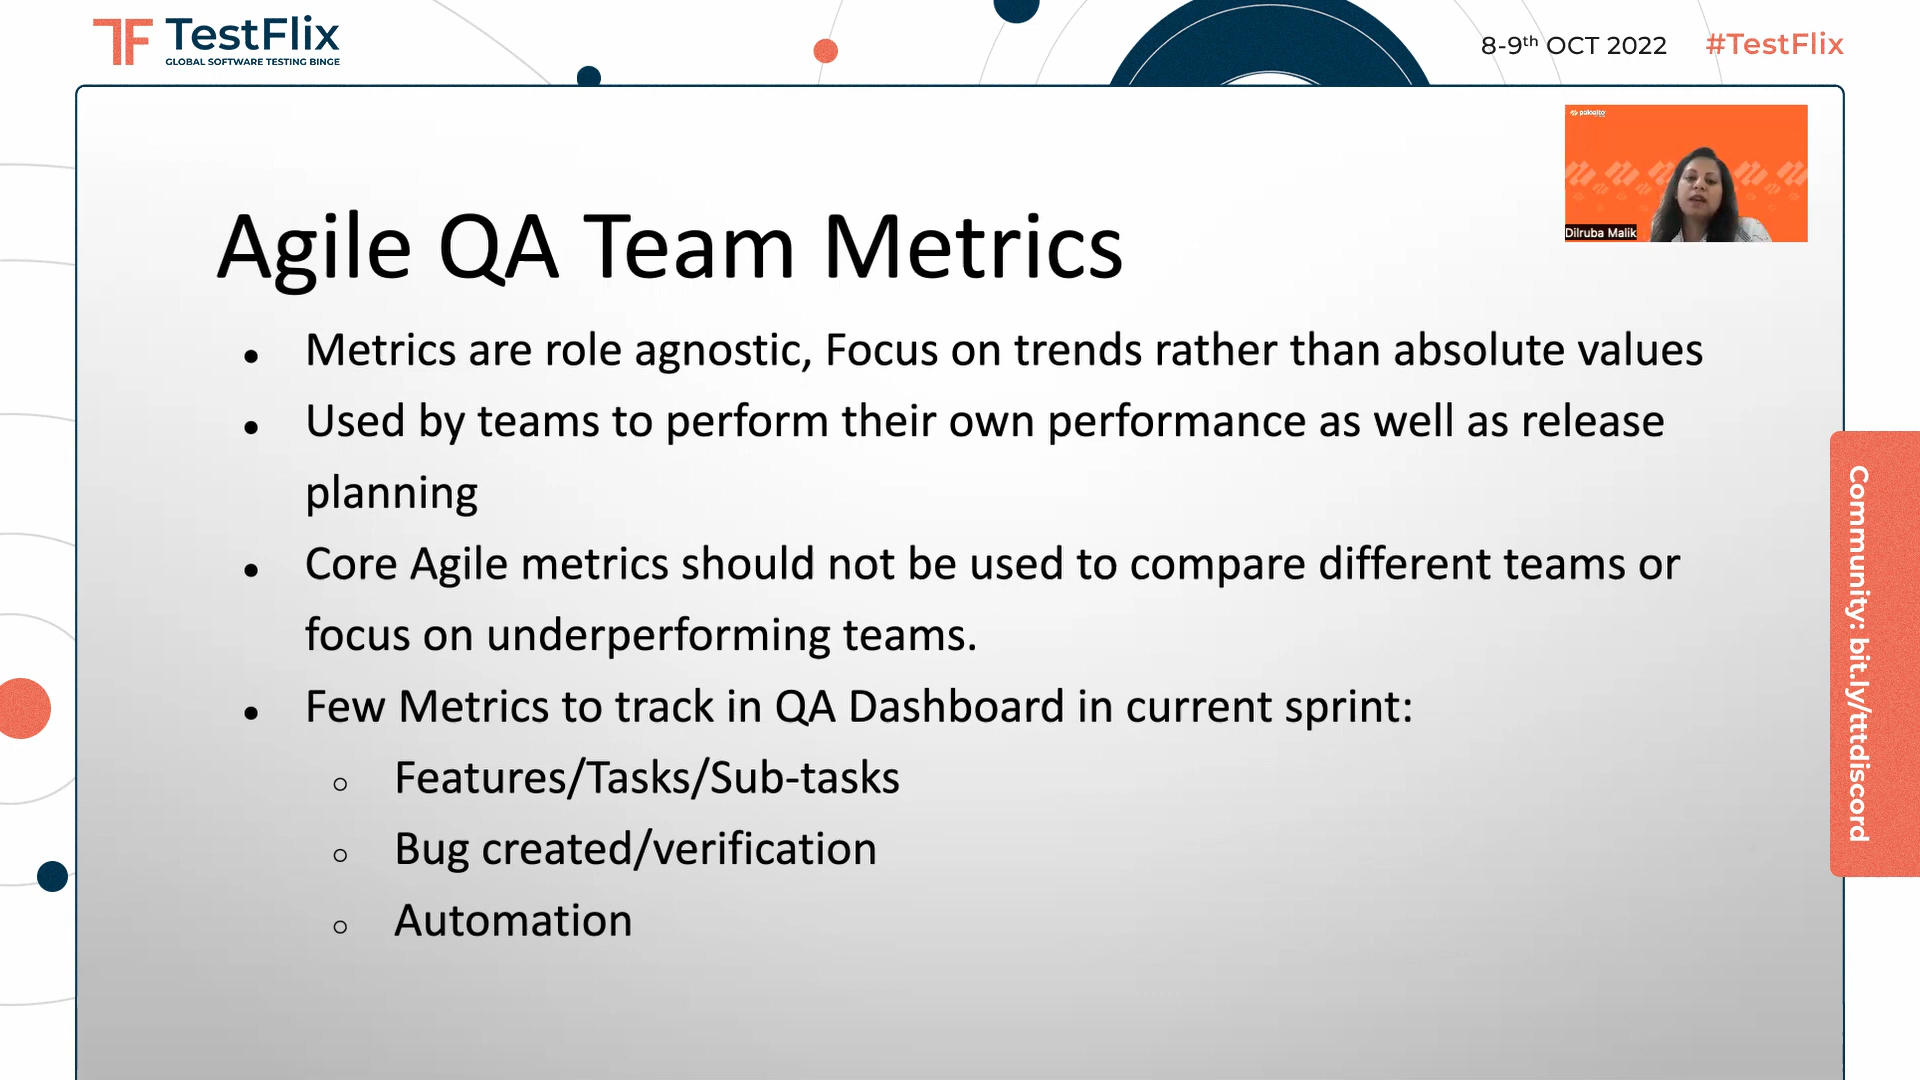 TF TestFlix
GLOBAL SOFTWARE TESTING BINGE
8-9th OCT 2022
#TestFlix
paloalto
Dilruba Malik
Agile QA Team Metrics
• Metrics are role agnostic, Focus on trends rather than absolute values
• Used by teams to perform their own performance as well as release
planning
• Core Agile metrics should not be used to compare different teams or
focus on underperforming teams.
• Few Metrics to track in QA Dashboard in current sprint:
○ Features/Tasks/Sub-tasks
○ Bug created/verification
○ Automation
Community: bit.ly/tttdiscord